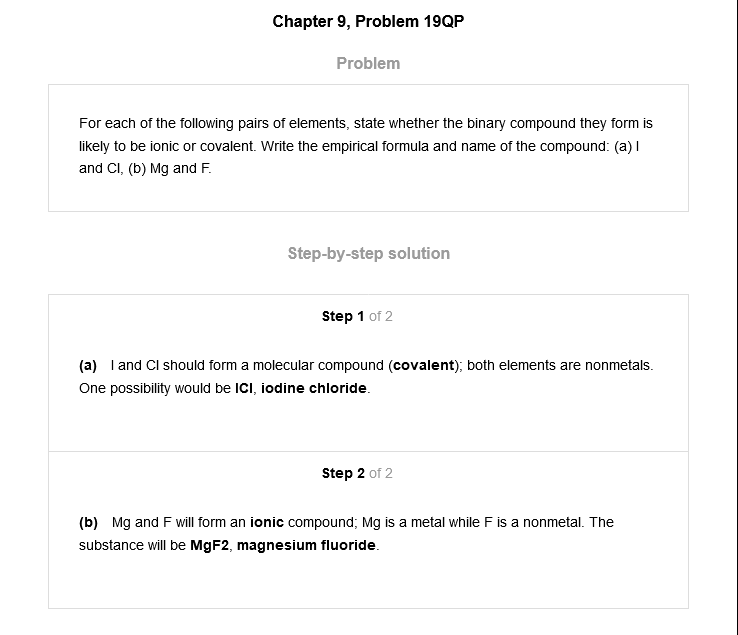 Chapter 9, Problem 19QP
Problem
For each of the following pairs of elements, state whether the binary compound they form is
likely to be ionic or covalent. Write the empirical formula and name of the compound: (a) I
and Cl, (b) Mg and F.
Step-by-step solution
Step 1 of 2
(a) I and Cl should form a molecular compound (covalent); both elements are nonmetals.
One possibility would be ICl, iodine chloride.
Step 2 of 2
(b) Mg and F will form an ionic compound; Mg is a metal while F is a nonmetal. The
substance will be MgF2, magnesium fluoride.